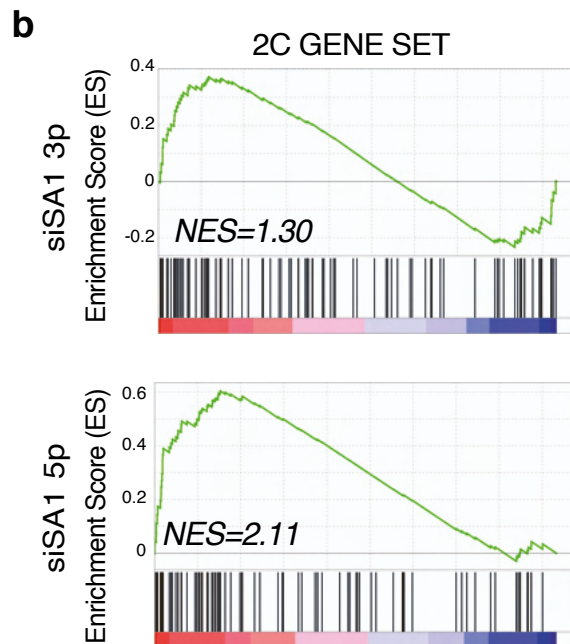 b
2C GENE SET
siSA1 3p
Enrichment Score (ES)
0.4
0.2
0
-0.2
NES=1.30
siSA1 5p
Enrichment Score (ES)
0.6
0.4
0.2
0
NES=2.11